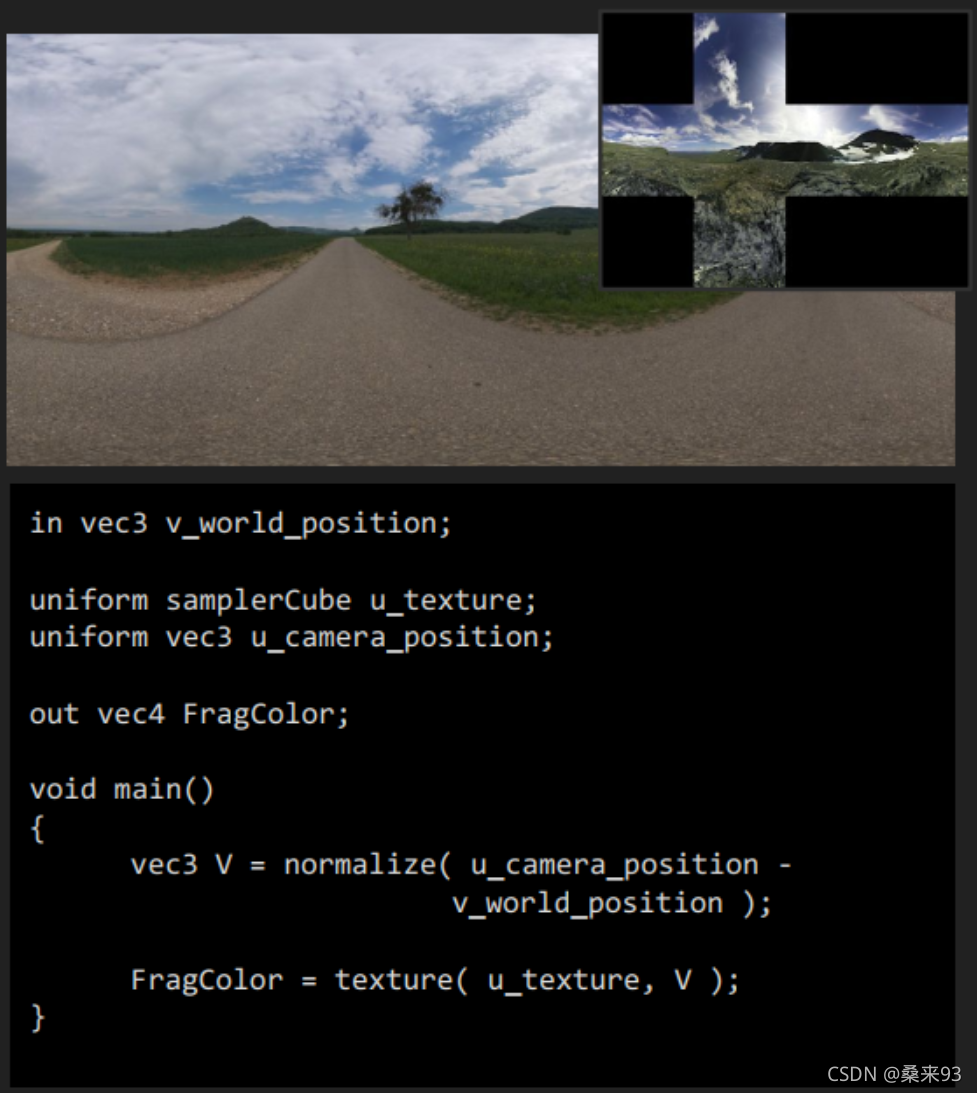 in vec3 v_world_position;
uniform samplerCube u_texture;
uniform vec3 u_camera_position;
out vec4 FragColor;
void main()
{
vec3 V = normalize( u_camera_position -
v_world_position );
FragColor = texture( u_texture, V );
}
CSDN @桑来93